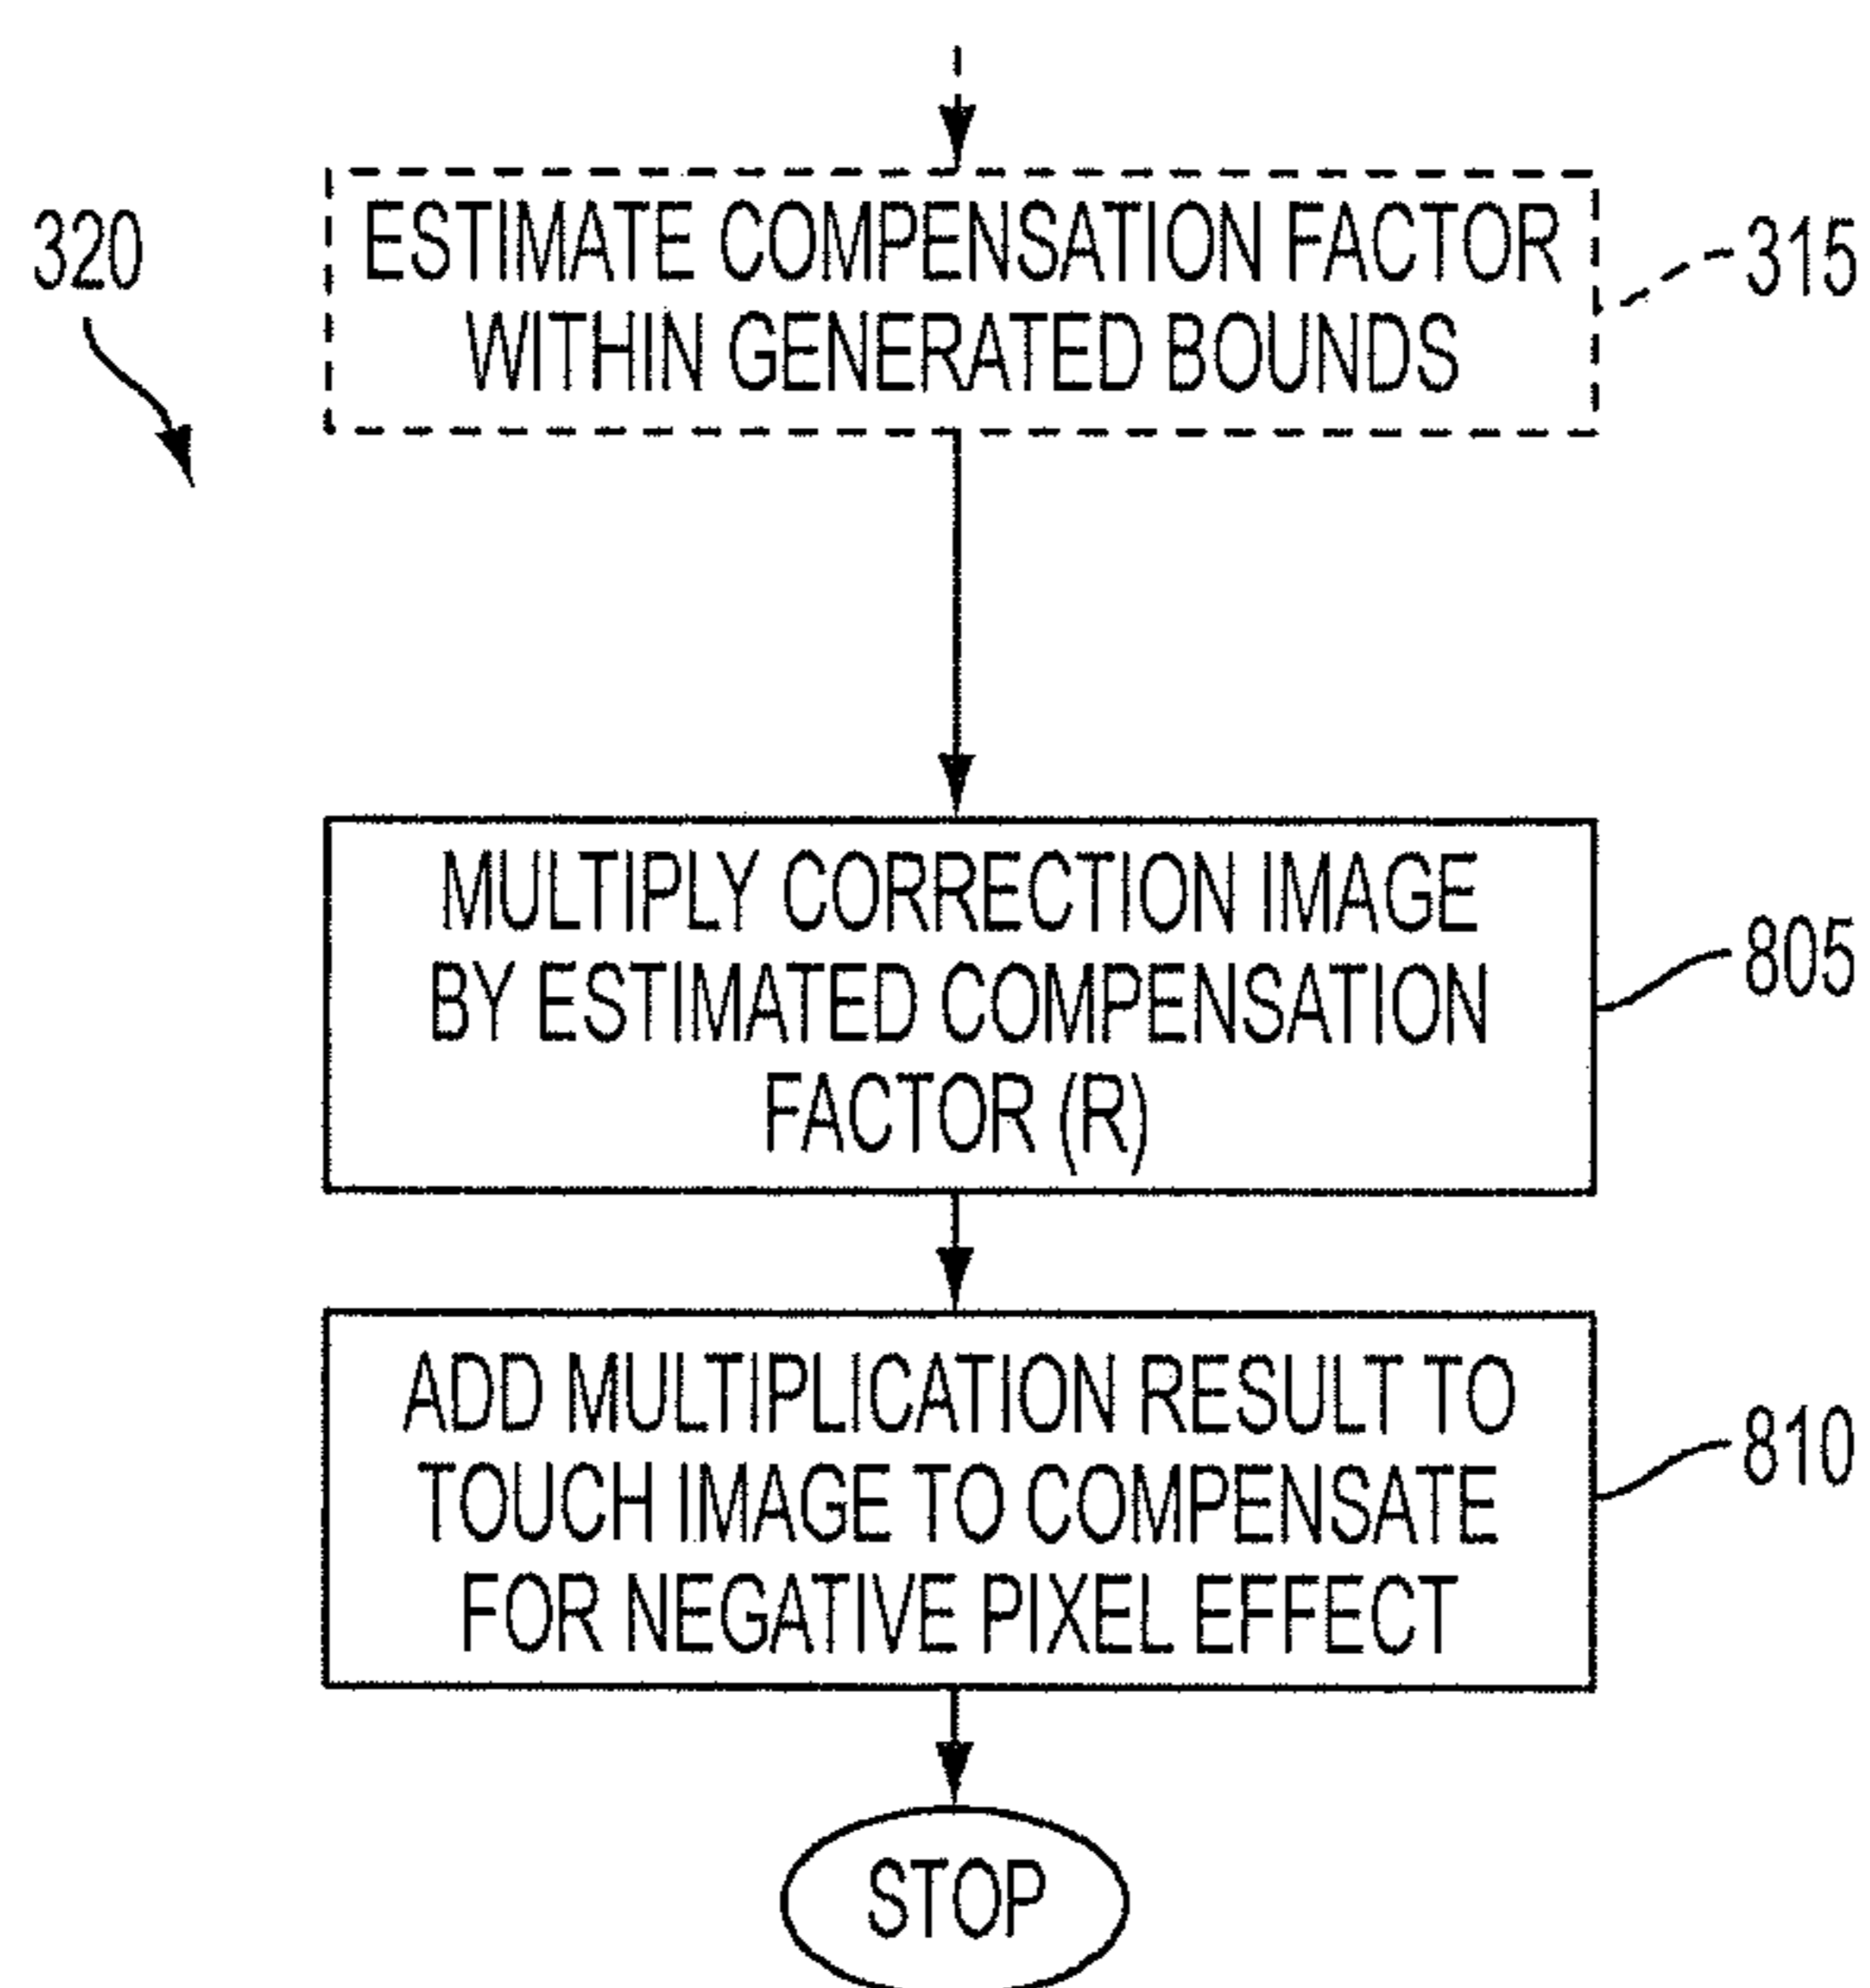 320
ESTIMATE COMPENSATION FACTOR
WITHIN GENERATED BOUNDS
315
MULTIPLY CORRECTION IMAGE
BY ESTIMATED COMPENSATION
FACTOR (R)
805
ADD MULTIPLICATION RESULT TO
TOUCH IMAGE TO COMPENSATE
FOR NEGATIVE PIXEL EFFECT
810
STOP